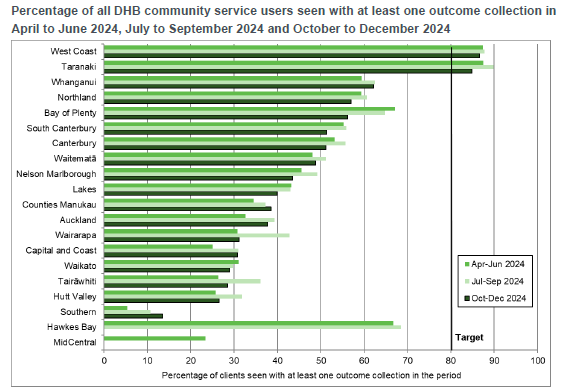 Percentage of all DHB community service users seen with at least one outcome collection in
April to June 2024, July to September 2024 and October to December 2024
West Coast
Taranaki
Whanganui
Northland
Bay of Plenty
South Canterbury
Canterbury
Waitematā
Nelson Marlborough
Lakes
Counties Manukau
Auckland
Wairarapa
Capital and Coast
Waikato
Tairāwhiti
Hutt Valley
Southern
Hawkes Bay
MidCentral
Apr-Jun 2024
Jul-Sep 2024
Oct-Dec 2024
Target
0 10 20 30 40 50 60 70 80 90 100
Percentage of clients seen with at least one outcome collection in the period